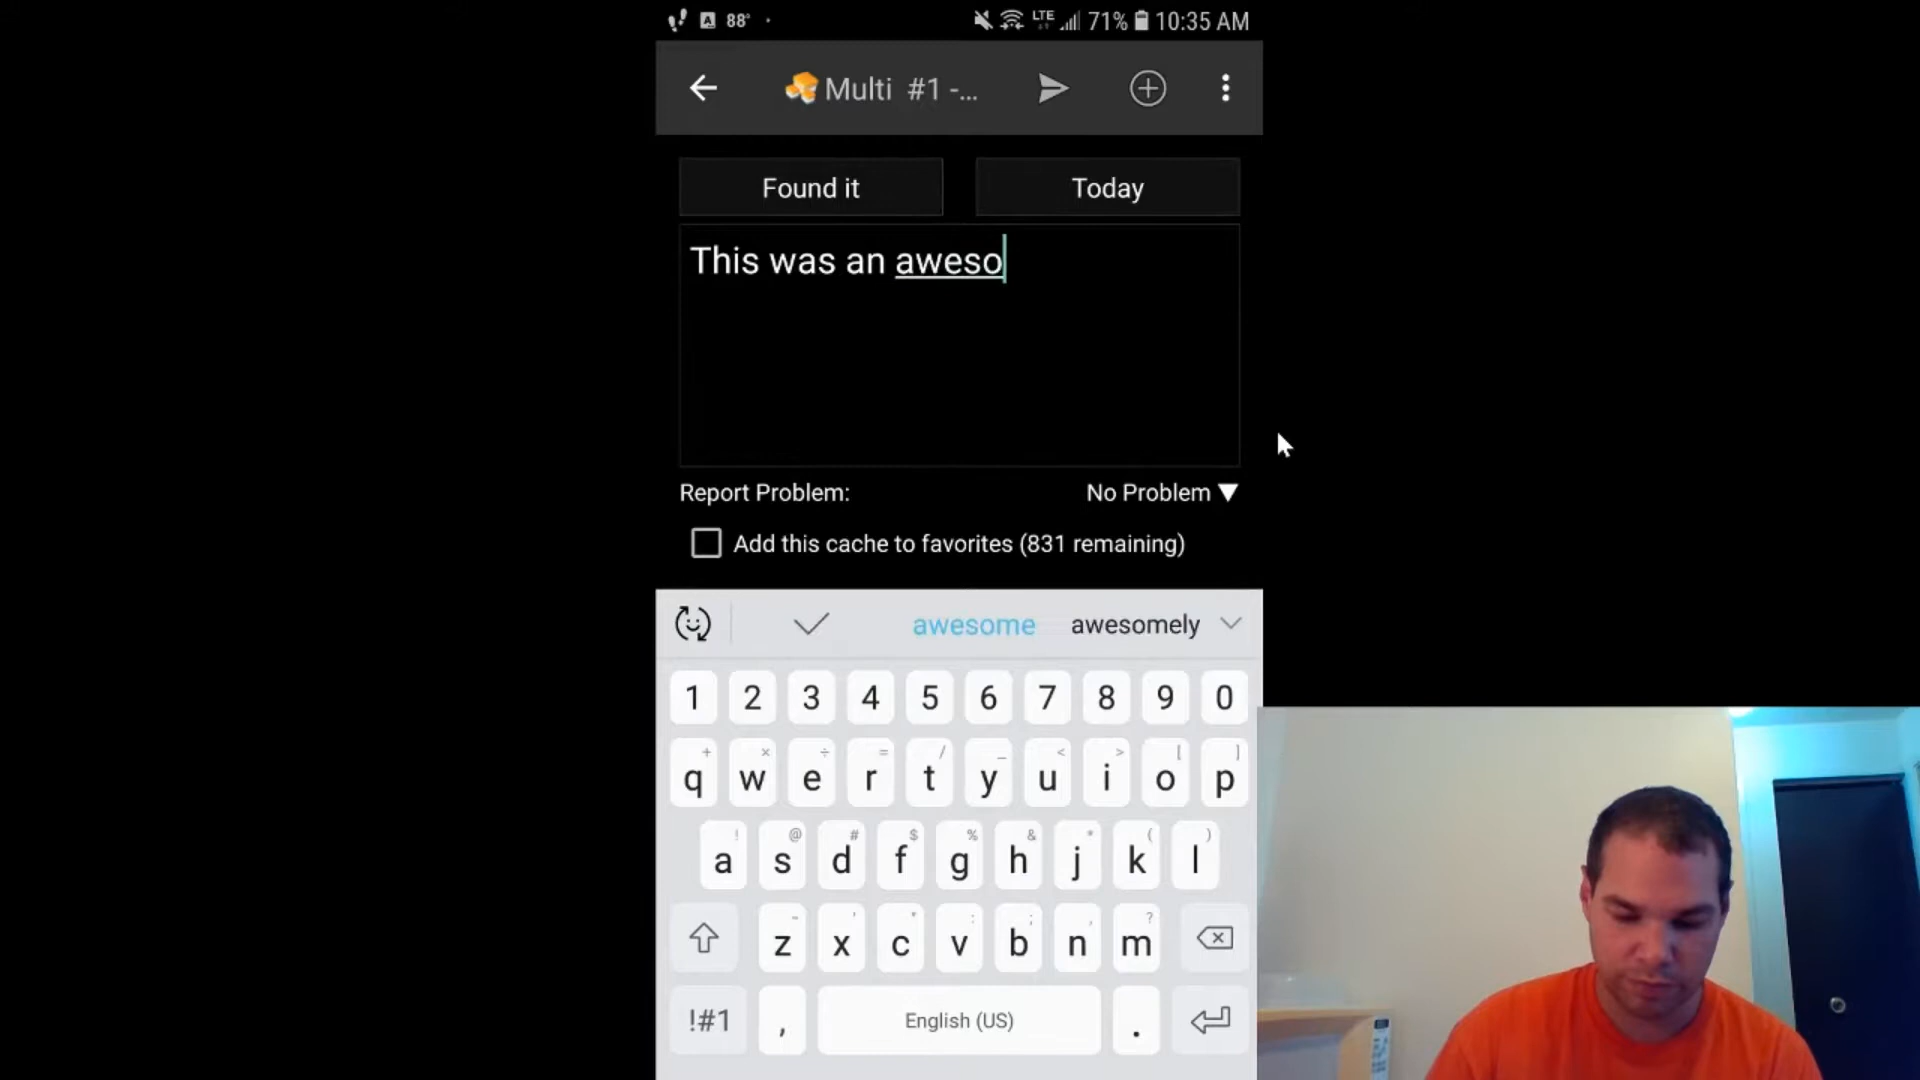 88°
LTE 71% 10:35 AM
Multi #1 -...
Found it
Today
This was an aweso
Report Problem:
No Problem
Add this cache to favorites (831 remaining)
awesome
awesomely
1 2 3 4 5 6 7 8 9 0
q w e r t y u i o p
a s d f g h j k l
z x c v b n m
!#1 , English (US) .